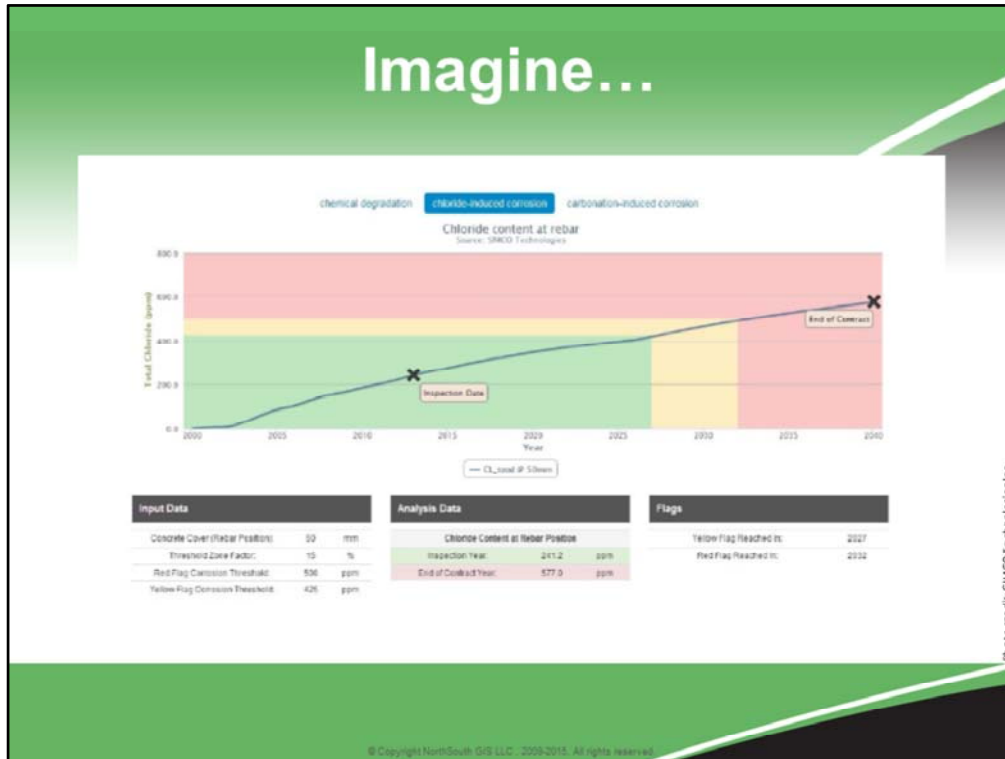 Imagine…
chemical degradation chloride-induced corrosion carbonation-induced corrosion
Chloride content at rebar
Source: SIMCO Technologies
Total Chloride (ppm)
800.0
600.0
400.0
200.0
0.0
End of Contract
Inspection Date
2000 2005 2010 2015 2020 2025 2030 2035 2040
Year
@ 50mm
Input Data
Concrete Cover (Rebar Position): 50 mm
Threshold Zone Factor: 15 %
Red Flag Corrosion Threshold: ppm
Yellow Flag Corrosion Threshold: 425 ppm
Analysis Data
Chloride Content at Rebar Position
Inspection Year: 241.2 ppm
End of Contract Year: 577.0 ppm
Flags
Yellow Flag Reached in: 2027
Red Flag Reached in: 2032
© Copyright NorthSouth GIS LLC , 2009-2015. All rights reserved.